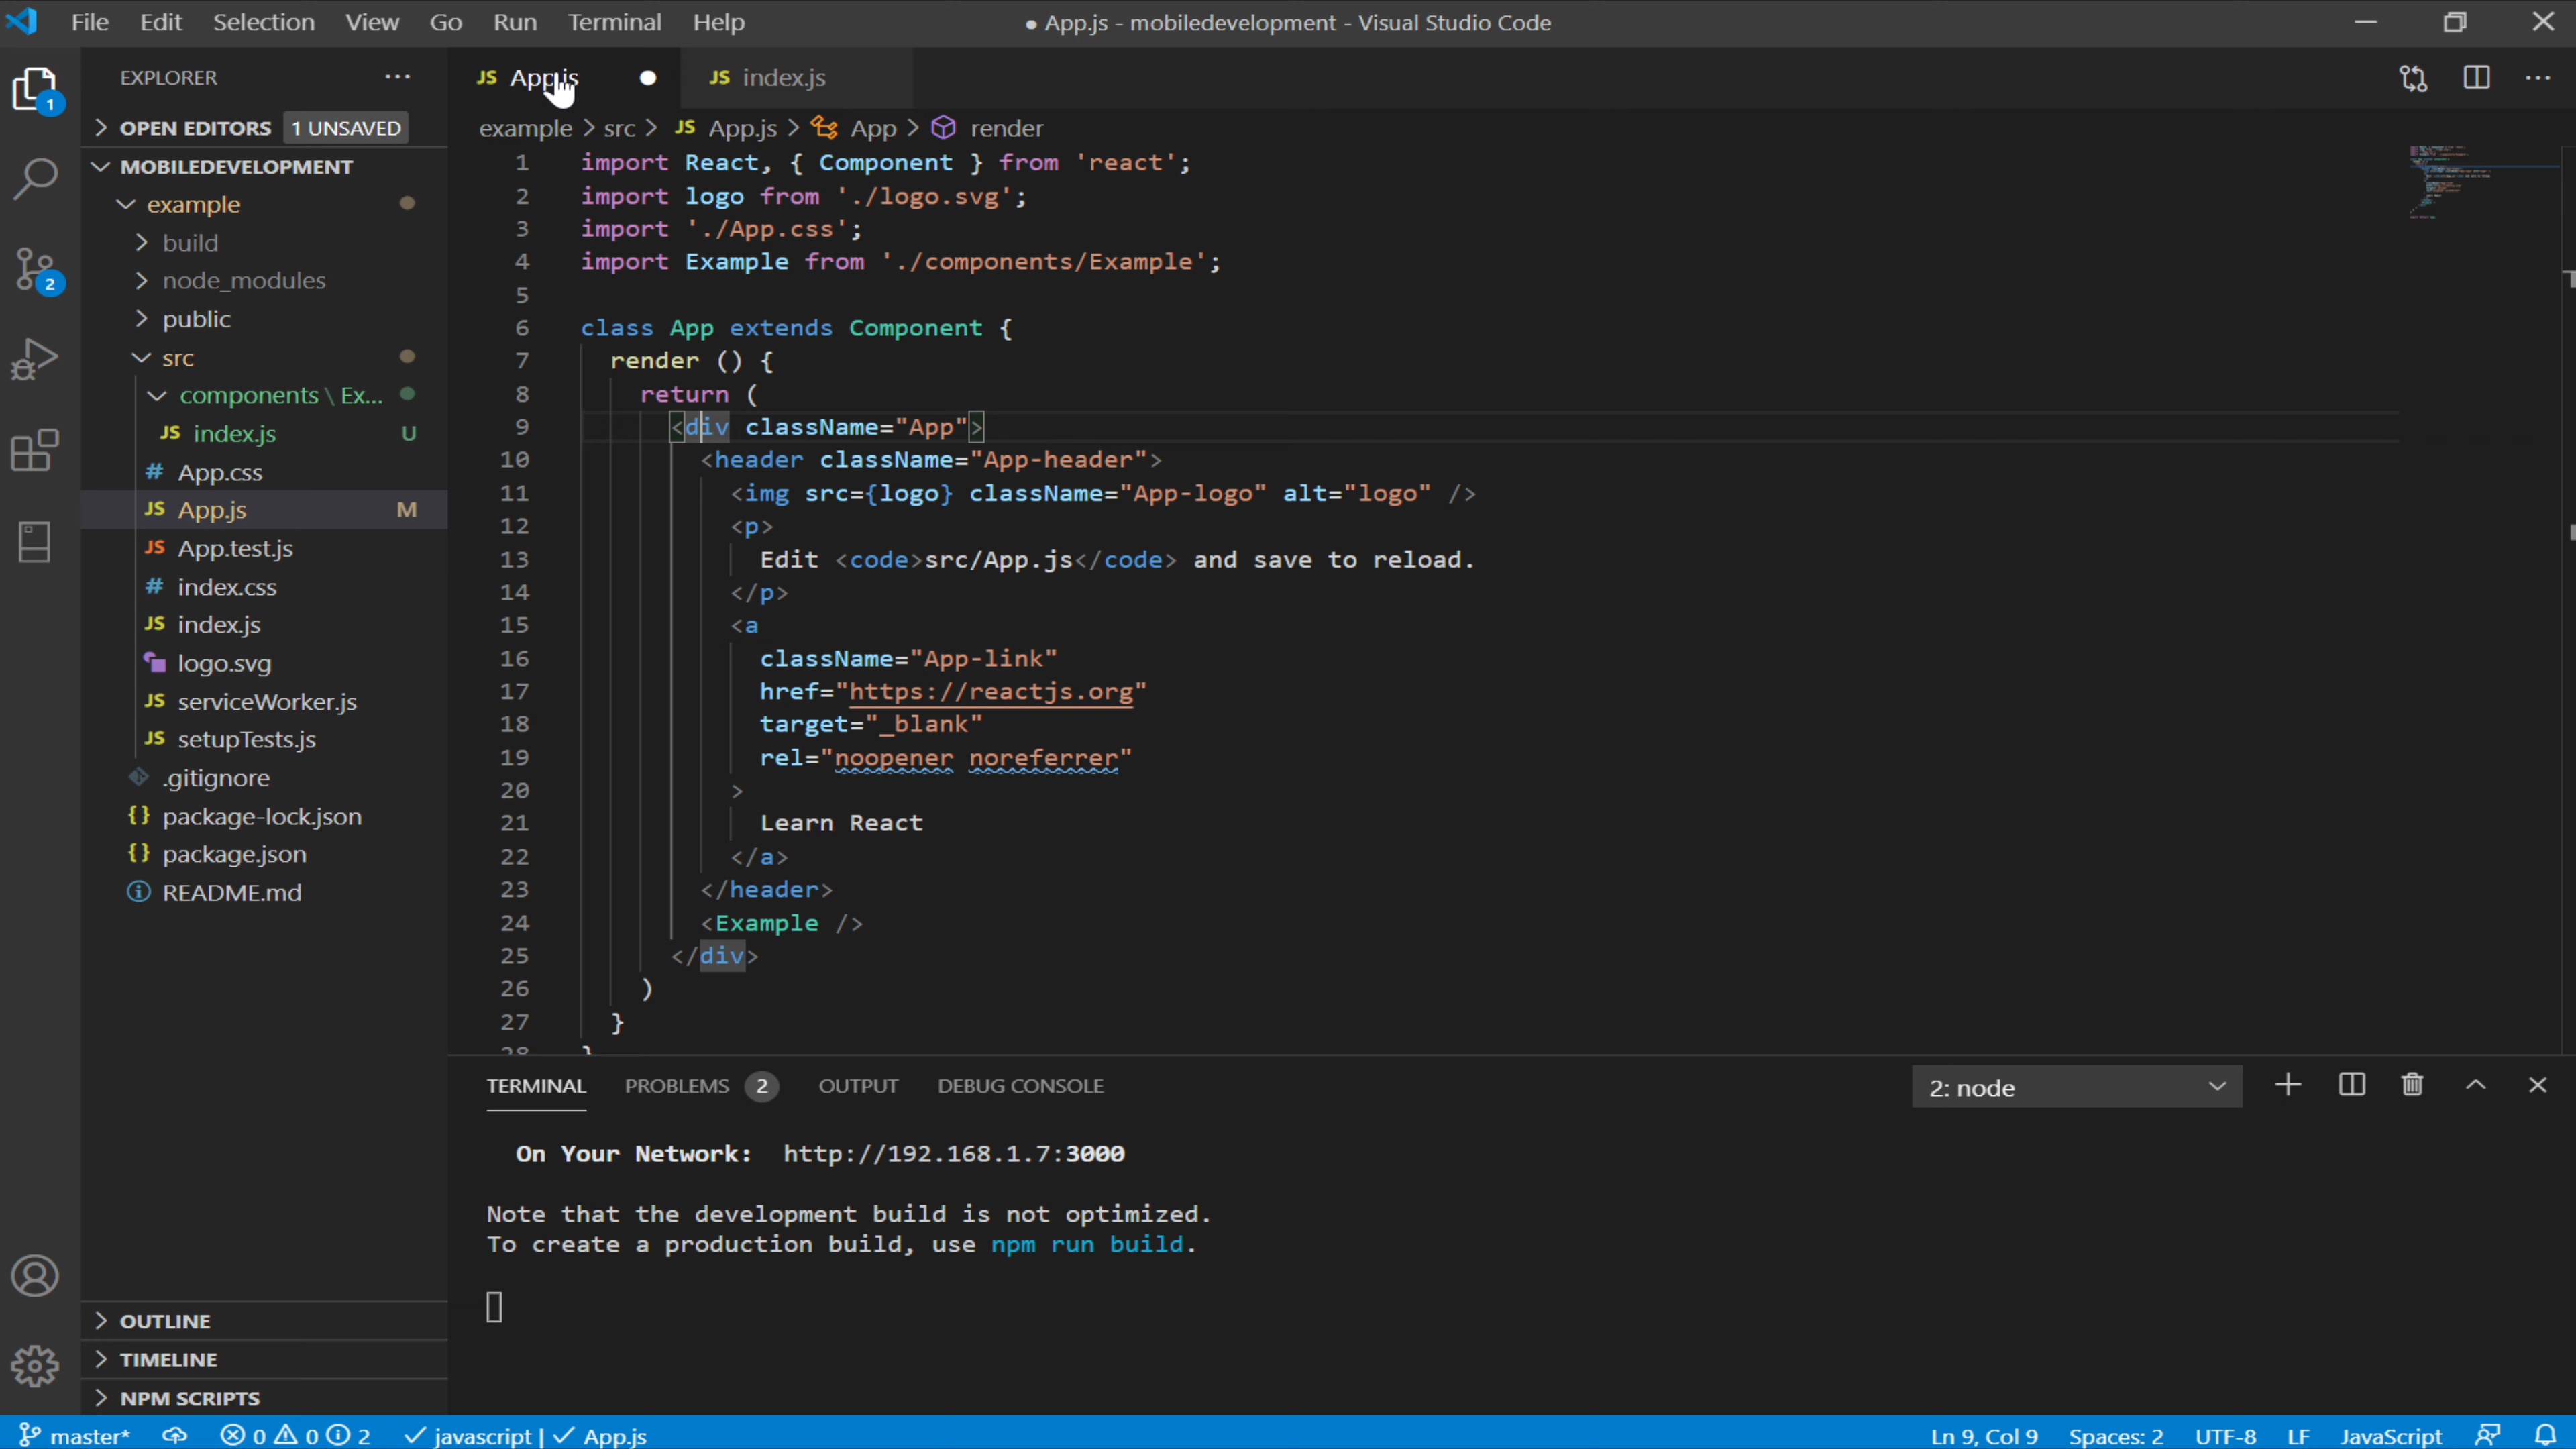 File Edit Selection View Go Run Terminal Help
● App.js - mobiledevelopment - Visual Studio Code
EXPLORER ...
1
OPEN EDITORS 1 UNSAVED
MOBILEDEVELOPMENT
example
build
node_modules
public
2
src
components \ Ex...
JS index.js U
# App.css
JS App.js M
JS App.test.js
# index.css
JS index.js
logo.svg
JS serviceWorker.js
JS setupTests.js
.gitignore
{} package-lock.json
{} package.json
README.md
OUTLINE
TIMELINE
NPM SCRIPTS
JS App.js ● JS index.js
example > src > JS App.js > App > render
1 import React, { Component } from 'react';
2 import logo from './logo.svg';
3 import './App.css';
4 import Example from './components/Example';
5
6 class App extends Component {
7 render () {
8 return (
9 <div className="App">
10 <header className="App-header">
11 <img src={logo} className="App-logo" alt="logo" />
12 <p>
13 Edit <code>src/App.js</code> and save to reload.
14 </p>
15 <a
16 className="App-link"
17 href="https://reactjs.org"
18 target="_blank"
19 rel="noopener noreferrer"
20 >
21 Learn React
22 </a>
23 </header>
24 <Example />
25 </div>
26 )
27 }
28 }
TERMINAL PROBLEMS 2 OUTPUT DEBUG CONSOLE
2: node
On Your Network: http://192.168.1.7:3000
Note that the development build is not optimized.
To create a production build, use npm run build.
master* 0 0 2 javascript | App.js
Ln 9, Col 9 Spaces: 2 UTF-8 LF JavaScript